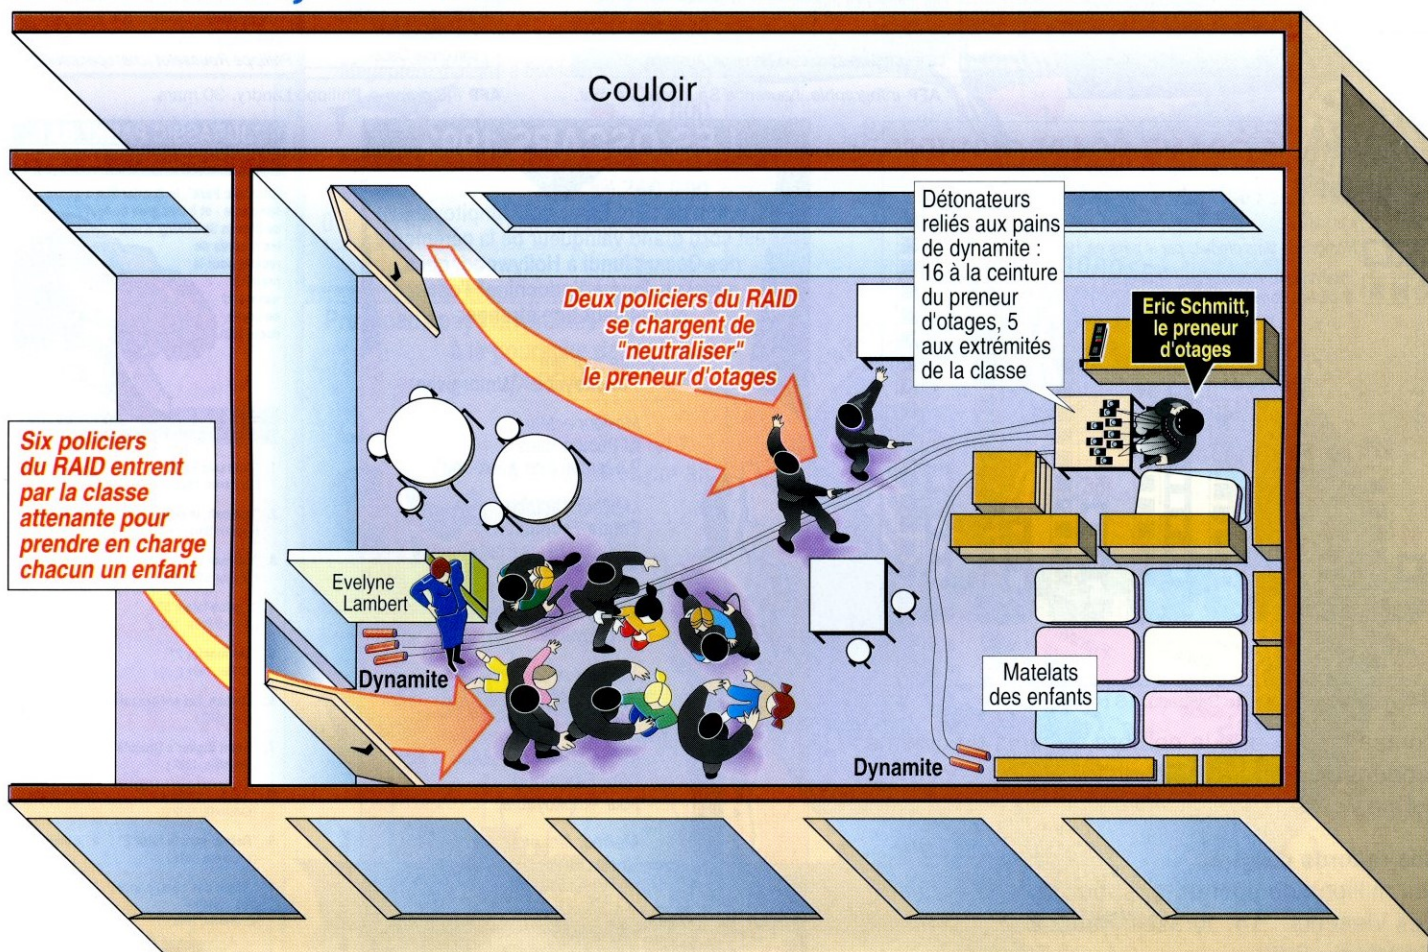 Couloir
Détonateurs
reliés aux pains
de dynamite :
16 à la ceinture
du preneur
d'otages, 5
aux extrémités
de la classe
Eric Schmitt,
le preneur
d'otages
Deux policiers du RAID
se chargent de
"neutraliser"
le preneur d'otages
Six policiers
du RAID entrent
par la classe
attenante pour
prendre en charge
chacun un enfant
Evelyne
Lambert
Dynamite
Matelats
des enfants
Dynamite